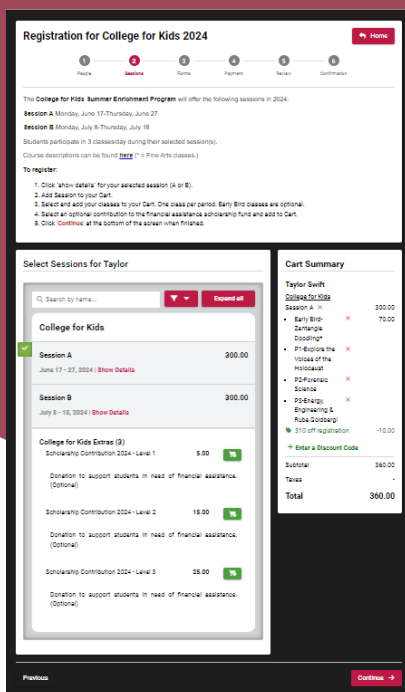 Registration for College for Kids 2024
Home
1 2 3 4 5 6
People Sessions Forms Payment Review Confirmation
The College for Kids Summer Enrichment Program will offer the following sessions in 2024:
Session A Monday, June 17-Thursday, June 27
Session B Monday, July 8-Thursday, July 18
Students participate in 3 classes/day during their selected session(s).
Course descriptions can be found here (* = Fine Arts classes.)
To register:
1. Click 'show details' for your selected session (A or B).
2. Add Session to your Cart.
3. Select and add your classes to your Cart. One class per period. Early Bird classes are optional.
4. Select an optional contribution to the financial assistance scholarship fund and add to Cart.
5. Click 'Continue' at the bottom of the screen when finished.
Select Sessions for Taylor
Search by name...
Expand all
College for Kids
Session A 300.00
June 17 - 27, 2024 | Show Details
Session B 300.00
July 8 - 18, 2024 | Show Details
College for Kids Extras (3)
Scholarship Contribution 2024 - Level 1 5.00
Donation to support students in need of financial assistance.
(Optional)
Scholarship Contribution 2024 - Level 2 15.00
Donation to support students in need of financial assistance.
(Optional)
Scholarship Contribution 2024 - Level 3 25.00
Donation to support students in need of financial assistance.
(Optional)
Cart Summary
Taylor Swift
College for Kids
Session A × 300.00
• Early Bird- × 70.00
Zentangle
Doodling*
• P1-Explore the ×
Voices of the
Holocaust
• P2-Forensic ×
Science
• P3-Energy, ×
Engineering &
Rube Goldberg!
$10 off registration -10.00
+ Enter a Discount Code
Subtotal 360.00
Taxes -
Total 360.00
Previous
Continue →